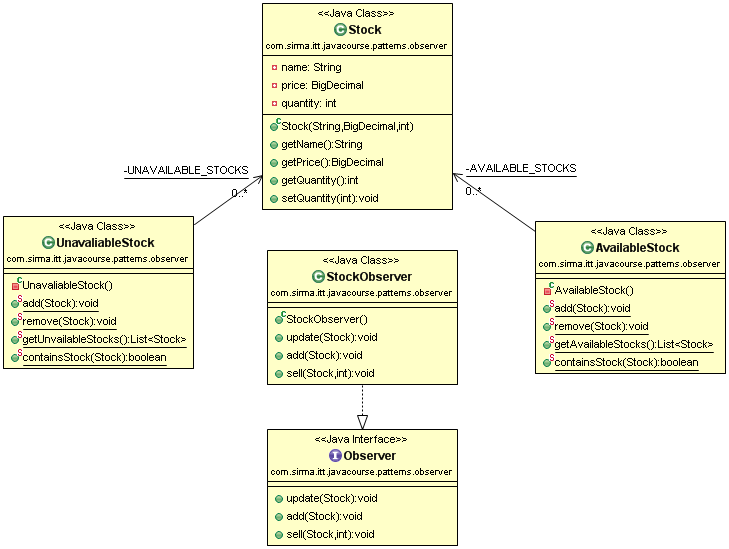 <<Java Class>>
Stock
com.sirma.itt.javacourse.patterns.observer
name: String
price: BigDecimal
quantity: int
Stock(String,BigDecimal,int)
getName():String
getPrice():BigDecimal
getQuantity():int
setQuantity(int):void
-UNAVAILABLE_STOCKS
0..*
-AVAILABLE_STOCKS
0..*
<<Java Class>>
UnavaliableStock
com.sirma.itt.javacourse.patterns.observer
UnavaliableStock()
add(Stock):void
remove(Stock):void
getUnvailableStocks():List<Stock>
containsStock(Stock):boolean
<<Java Class>>
StockObserver
com.sirma.itt.javacourse.patterns.observer
StockObserver()
update(Stock):void
add(Stock):void
sell(Stock,int):void
<<Java Class>>
AvailableStock
com.sirma.itt.javacourse.patterns.observer
AvailableStock()
add(Stock):void
remove(Stock):void
getAvailableStocks():List<Stock>
containsStock(Stock):boolean
<<Java Interface>>
Observer
com.sirma.itt.javacourse.patterns.observer
update(Stock):void
add(Stock):void
sell(Stock,int):void